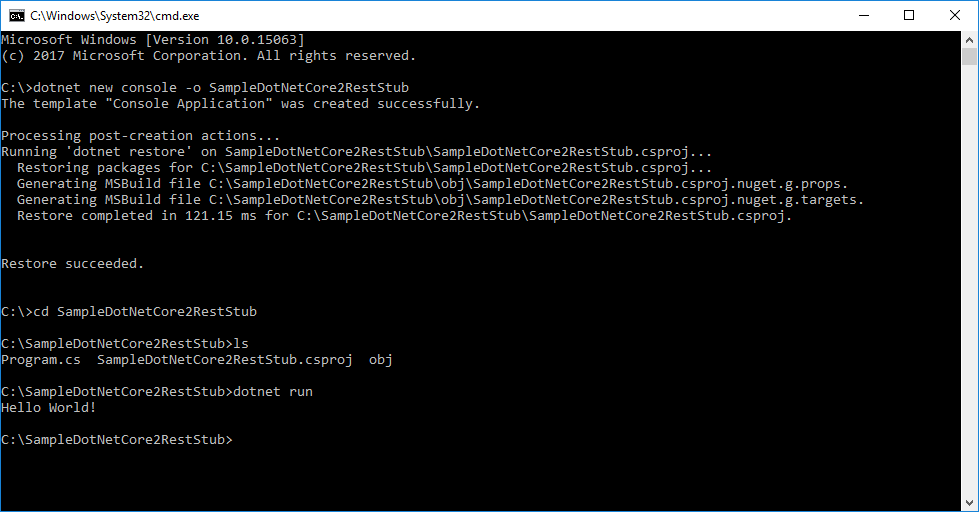 C:\Windows\System32\cmd.exe
Microsoft Windows [Version 10.0.15063]
(c) 2017 Microsoft Corporation. All rights reserved.
C:\>dotnet new console -o SampleDotNetCore2RestStub
The template "Console Application" was created successfully.
Processing post-creation actions...
Running 'dotnet restore' on SampleDotNetCore2RestStub\SampleDotNetCore2RestStub.csproj...
  Restoring packages for C:\SampleDotNetCore2RestStub\SampleDotNetCore2RestStub.csproj...
  Generating MSBuild file C:\SampleDotNetCore2RestStub\obj\SampleDotNetCore2RestStub.csproj.nuget.g.props.
  Generating MSBuild file C:\SampleDotNetCore2RestStub\obj\SampleDotNetCore2RestStub.csproj.nuget.g.targets.
  Restore completed in 121.15 ms for C:\SampleDotNetCore2RestStub\SampleDotNetCore2RestStub.csproj.
Restore succeeded.
C:\>cd SampleDotNetCore2RestStub
C:\SampleDotNetCore2RestStub>ls
Program.cs  SampleDotNetCore2RestStub.csproj  obj
C:\SampleDotNetCore2RestStub>dotnet run
Hello World!
C:\SampleDotNetCore2RestStub>